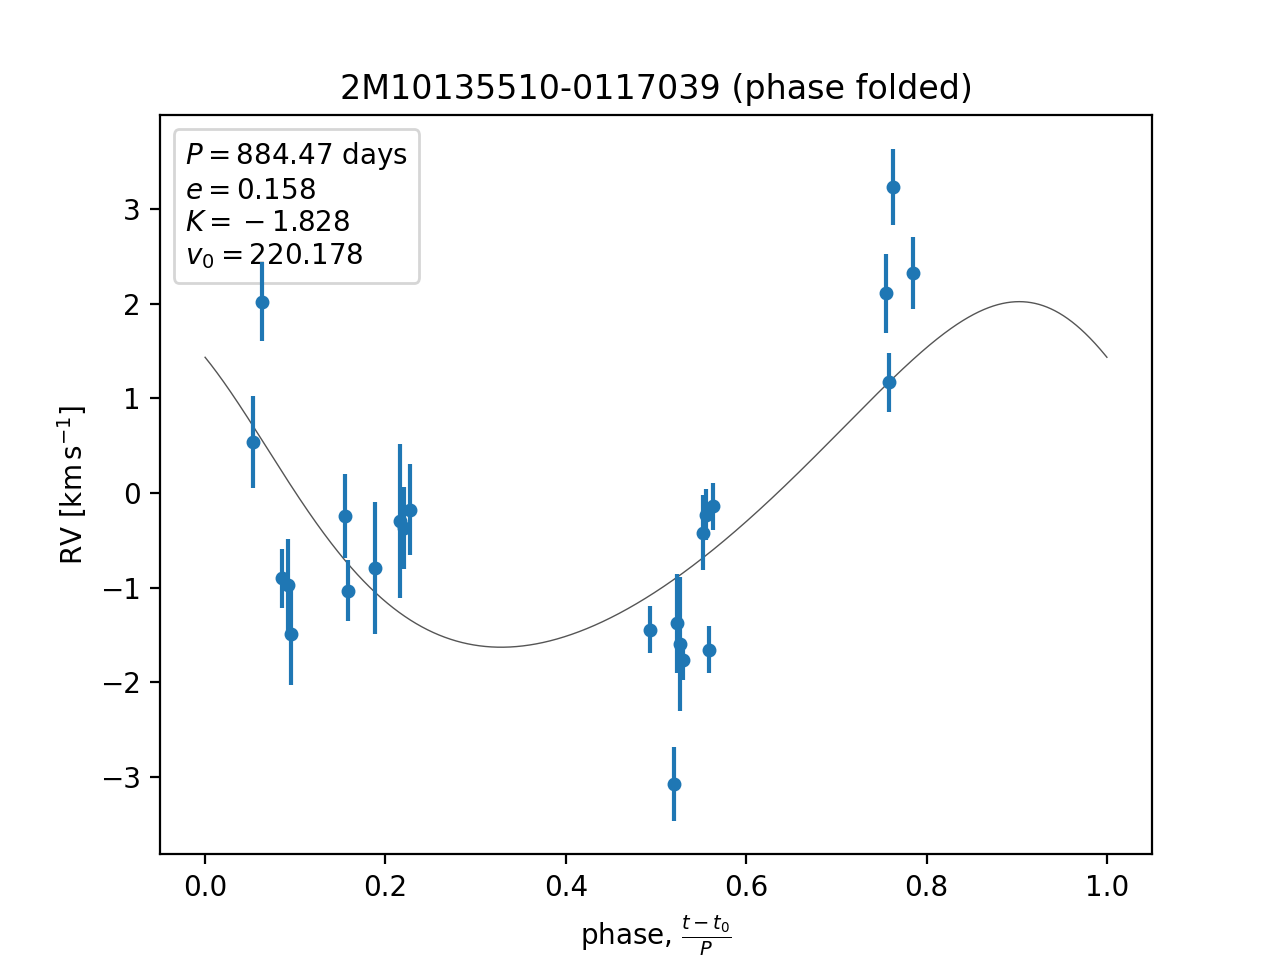 2M10135510-0117039 (phase folded)
P = 884.47 days
e = 0.158
K = −1.828
v₀ = 220.178
3
2
1
0
−1
−2
−3
RV [km s⁻¹]
0.0 0.2 0.4 0.6 0.8 1.0
phase, (t − t₀)/P